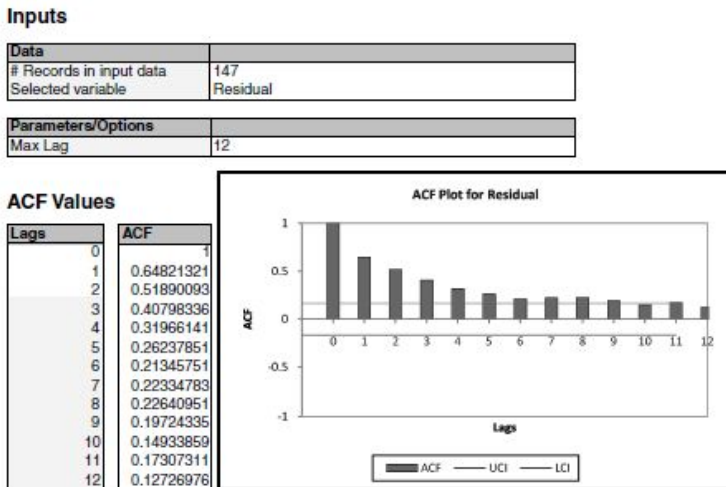 Inputs
Data
# Records in input data 147
Selected variable Residual
Parameters/Options
Max Lag 12
ACF Values
Lags ACF
0 1
1 0.64821321
2 0.51890093
3 0.40798336
4 0.31966141
5 0.26237851
6 0.21345751
7 0.22334783
8 0.22640951
9 0.19724335
10 0.14933859
11 0.17307311
12 0.12726976
ACF Plot for Residual
1
0.5
0
-0.5
-1
ACF
0 1 2 3 4 5 6 7 8 9 10 11 12
Lags
ACF UCI LCI